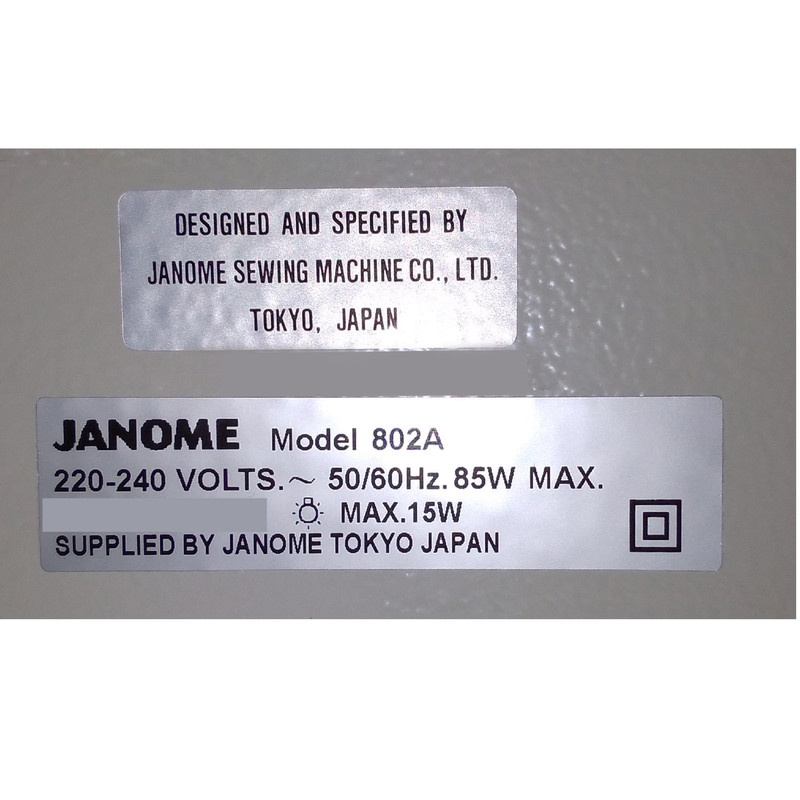 DESIGNED AND SPECIFIED BY
JANOME SEWING MACHINE CO., LTD.
TOKYO, JAPAN
JANOME Model 802A
220-240 VOLTS.~ 50/60Hz. 85W MAX.
MAX.15W
SUPPLIED BY JANOME TOKYO JAPAN